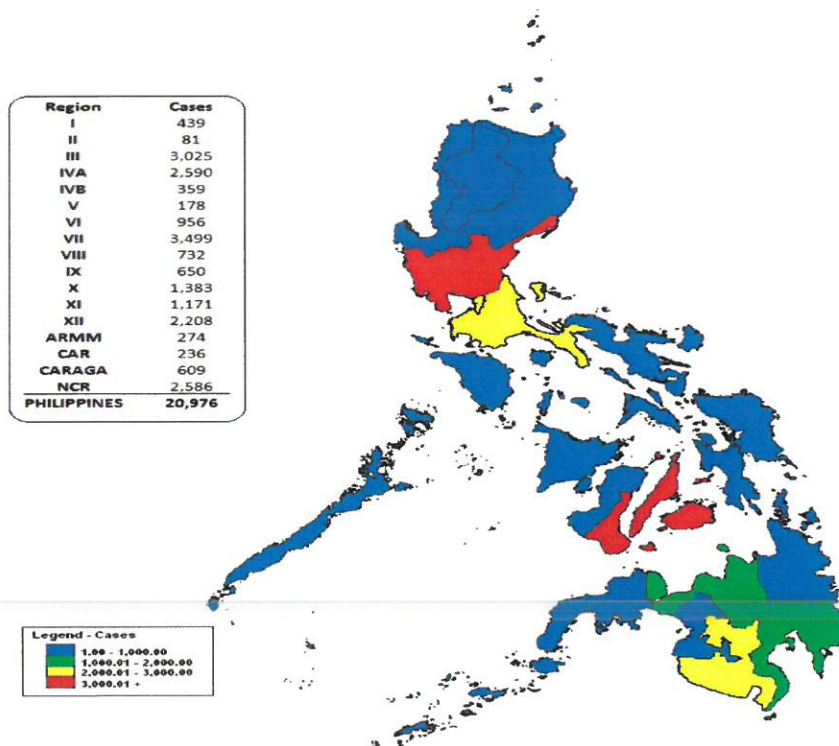 Region Cases
I 439
II 81
III 3,025
IVA 2,590
IVB 359
V 178
VI 956
VII 3,499
VIII 732
IX 650
X 1,383
XI 1,171
XII 2,208
ARMM 274
CAR 236
CARAGA 609
NCR 2,586
PHILIPPINES 20,976
Legend - Cases
1.00 - 1,000.00
1,000.01 - 2,000.00
2,000.01 - 3,000.00
3,000.01 +